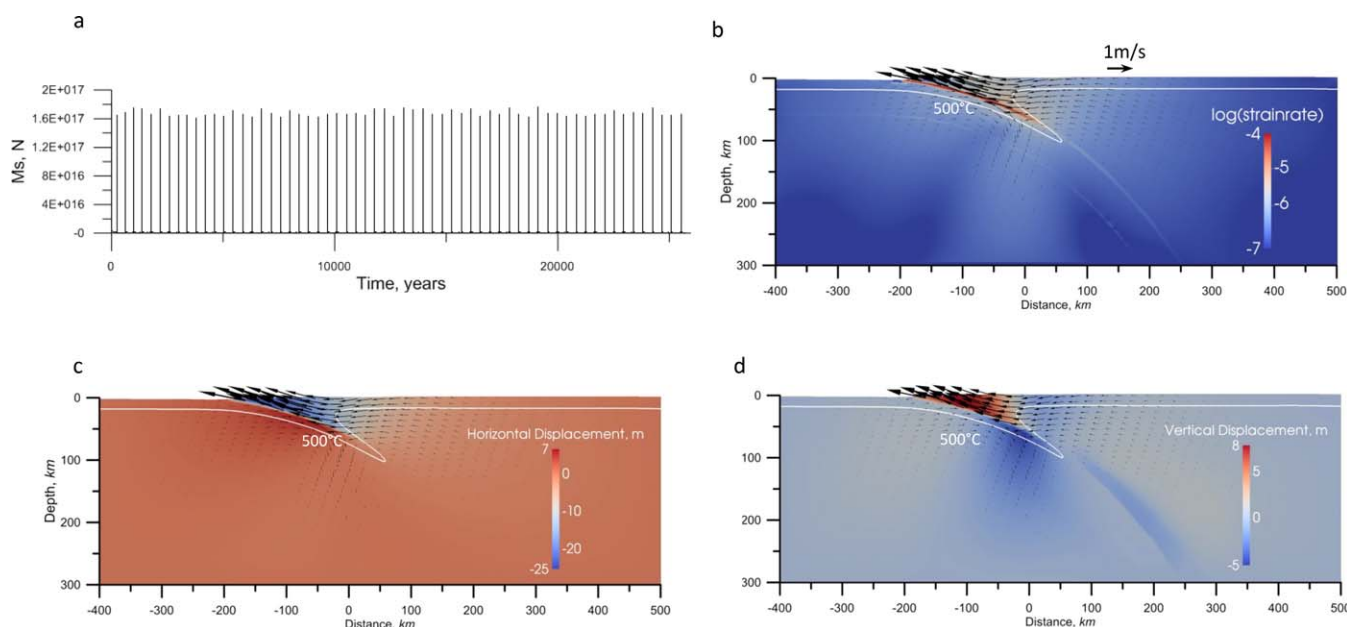 a
2E+017
1.6E+017
1.2E+017
8E+016
4E+016
-0
Ms, N
0
10000
20000
Time, years
b
1m/s
0
100
200
300
Depth, km
500°C
log(strainrate)
-4
-5
-6
-7
-400 -300 -200 -100 0 100 200 300 400 500
Distance, km
c
0
100
200
300
Depth, km
500°C
Horizontal Displacement, m
7
0
-10
-20
-25
-400 -300 -200 -100 0 100 200 300 400 500
Distance, km
d
0
100
200
300
Depth, km
500°C
Vertical Displacement, m
8
5
0
-5
-400 -300 -200 -100 0 100 200 300 400 500
Distance, km